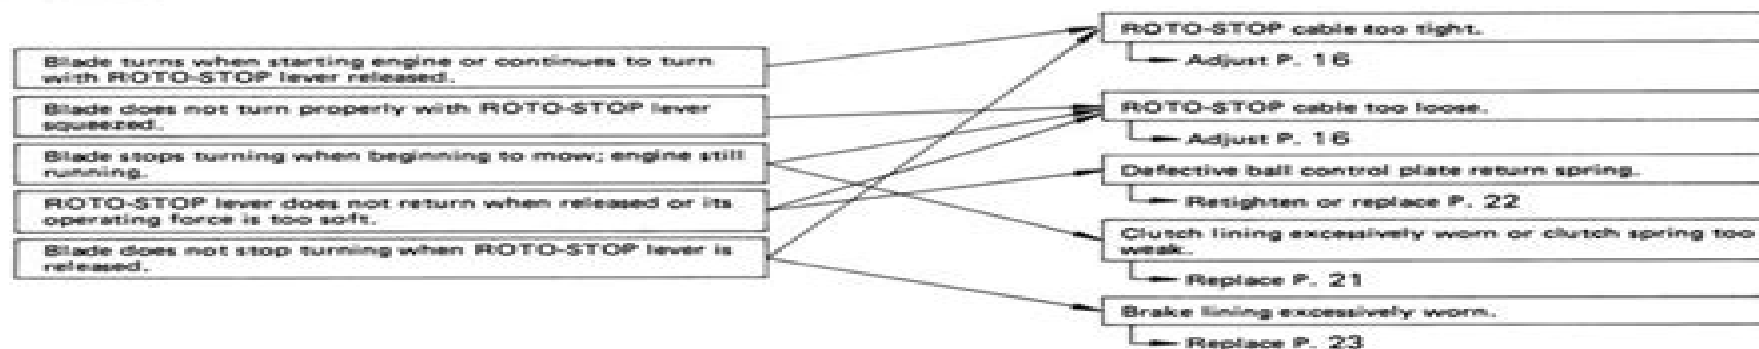 Blade turns when starting engine or continues to turn
with ROTO-STOP lever released.
Blade does not turn properly with ROTO-STOP lever
squeezed.
Blade stops turning when beginning to mow; engine still
running.
ROTO-STOP lever does not return when released or its
operating force is too soft.
Blade does not stop turning when ROTO-STOP lever is
released.
ROTO-STOP cable too tight.
Adjust P. 16
ROTO-STOP cable too loose.
Adjust P. 16
Defective ball control plate return spring.
Retighten or replace P. 22
Clutch lining excessively worn or clutch spring too
weak.
Replace P. 21
Brake lining excessively worn.
Replace P. 23